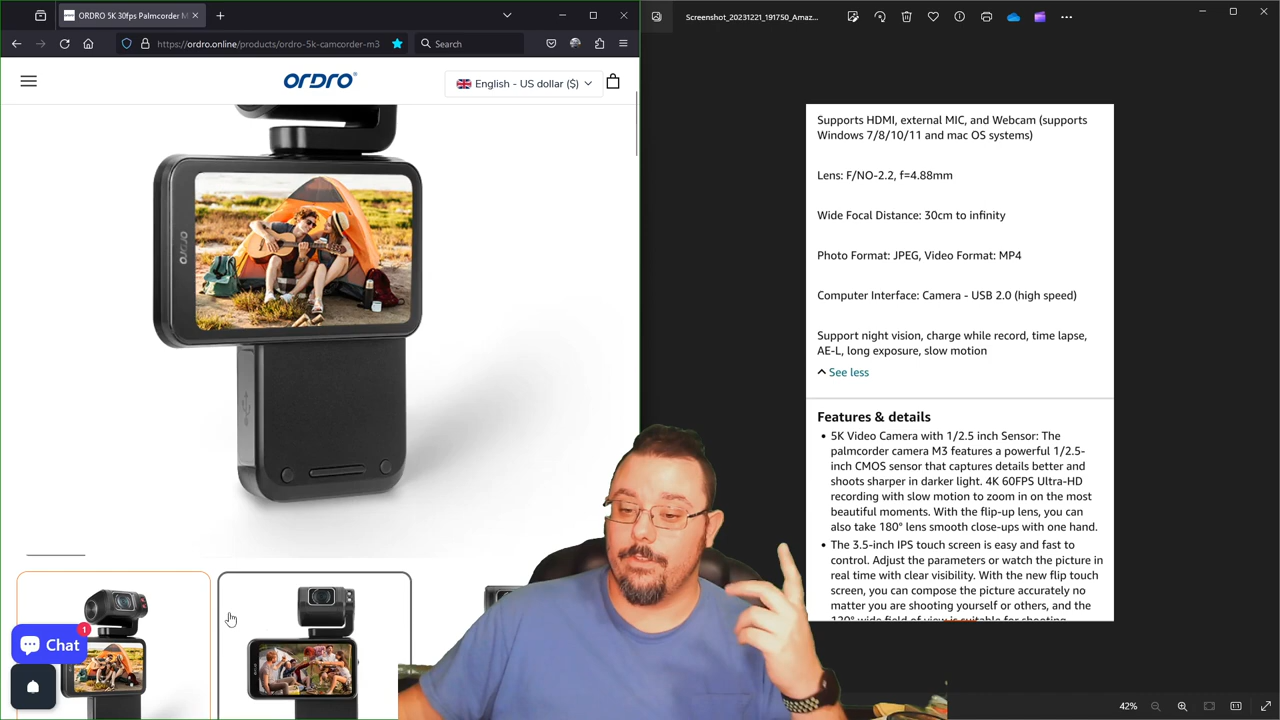 ORDRO 5K 30fps Palmcorder M
https://ordro.online/products/ordro-5k-camcorder-m3
Search
ORDRO
English - US dollar ($)
ORDRO
1
Chat
Screenshot_20231221_191750_Amaz...
Supports HDMI, external MIC, and Webcam (supports
Windows 7/8/10/11 and mac OS systems)
Lens: F/NO-2.2, f=4.88mm
Wide Focal Distance: 30cm to infinity
Photo Format: JPEG, Video Format: MP4
Computer Interface: Camera - USB 2.0 (high speed)
Support night vision, charge while record, time lapse,
AE-L, long exposure, slow motion
See less
Features & details
• 5K Video Camera with 1/2.5 inch Sensor: The
palmcorder camera M3 features a powerful 1/2.5-
inch CMOS sensor that captures details better and
shoots sharper in darker light. 4K 60FPS Ultra-HD
recording with slow motion to zoom in on the most
beautiful moments. With the flip-up lens, you can
also take 180° lens smooth close-ups with one hand.
• The 3.5-inch IPS touch screen is easy and fast to
control. Adjust the parameters or watch the picture in
real time with clear visibility. With the new flip touch
screen, you can compose the picture accurately no
matter you are shooting yourself or others, and the
120° wide field of view is suitable for shooting
42%